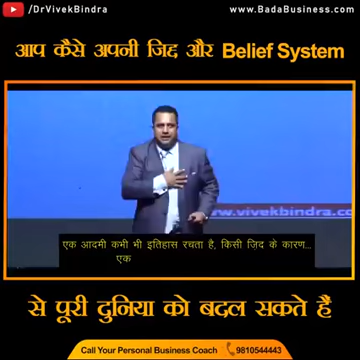 /DrVivekBindra
www.BadaBusiness.com
आप कैसे अपनी जिद्द और Belief System
www.vivekbindra.co
एक आदमी कभी भी इतिहास रचता है, किसी ज़िद के कारण...
एक
से पूरी दुनिया को बदल सकते हैं
Call Your Personal Business Coach 9810544443